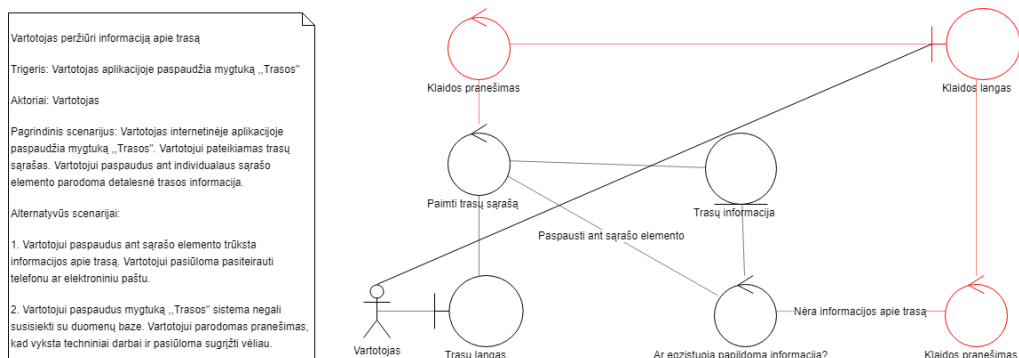 Vartotojas peržiūri informaciją apie trasą
Trigeris: Vartotojas aplikacijoje paspaudžia mygtuką ,,Trasos"
Aktoriai: Vartotojas
Pagrindinis scenarijus: Vartotojas internetinėje aplikacijoje
paspaudžia mygtuką ,,Trasos". Vartotojui pateikiamas trasų
sąrašas. Vartotojui paspaudus ant individualaus sąrašo
elemento parodoma detalesnė trasos informacija.
Alternatyvūs scenarijai:
1. Vartotojui paspaudus ant sąrašo elemento trūksta
informacijos apie trasą. Vartotojui pasiūloma pasiteirauti
telefonu ar elektroniniu paštu.
2. Vartotojui paspaudus mygtuką ,,Trasos" sistema negali
susisiekti su duomenų baze. Vartotojui parodomas pranešimas,
kad vyksta techniniai darbai ir pasiūloma sugrįžti vėliau.
Klaidos pranešimas
Klaidos langas
Paimti trasų sąrašą
Trasų informacija
Paspausti ant sąrašo elemento
Nėra informacijos apie trasą
Vartotojas
Trasų langas
Ar egzistuoja papildoma informacija?
Klaidos pranešimas